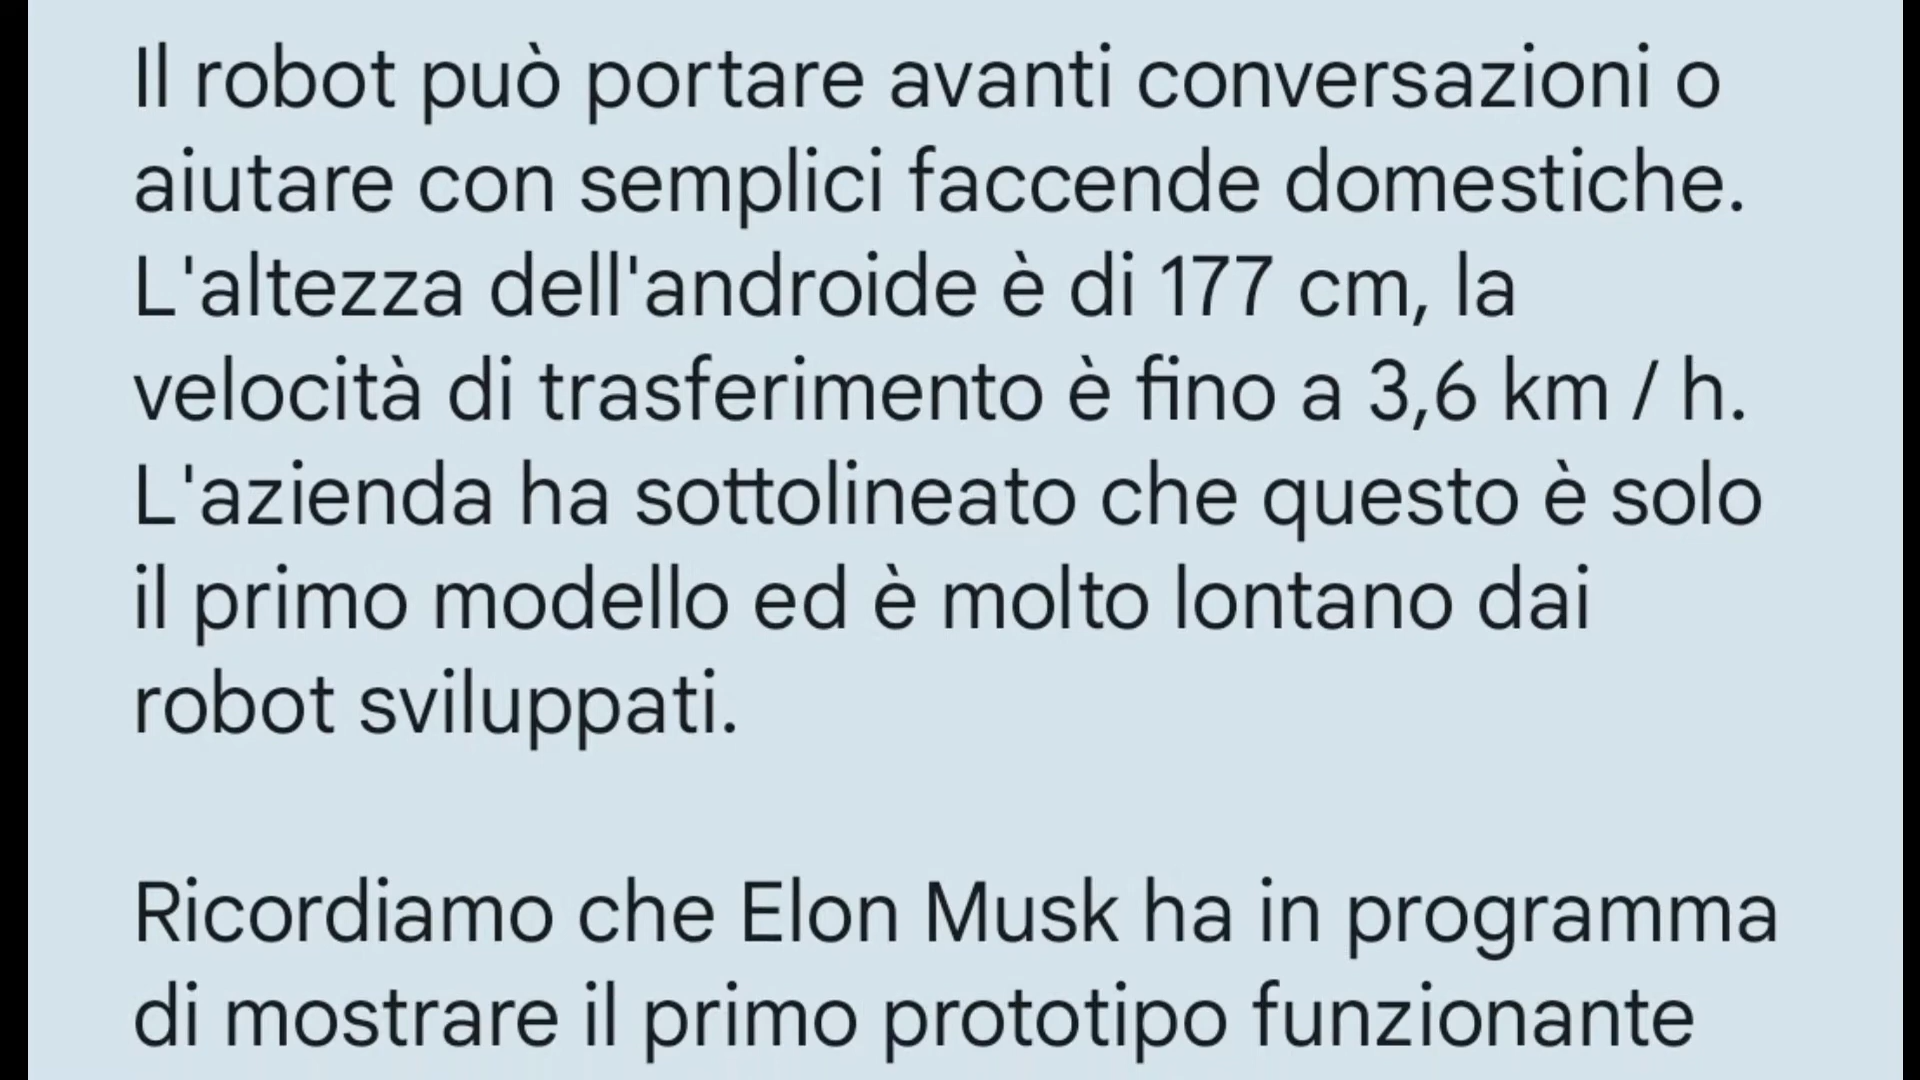 Il robot può portare avanti conversazioni o
aiutare con semplici faccende domestiche.
L'altezza dell'androide è di 177 cm, la
velocità di trasferimento è fino a 3,6 km / h.
L'azienda ha sottolineato che questo è solo
il primo modello ed è molto lontano dai
robot sviluppati.
Ricordiamo che Elon Musk ha in programma
di mostrare il primo prototipo funzionante